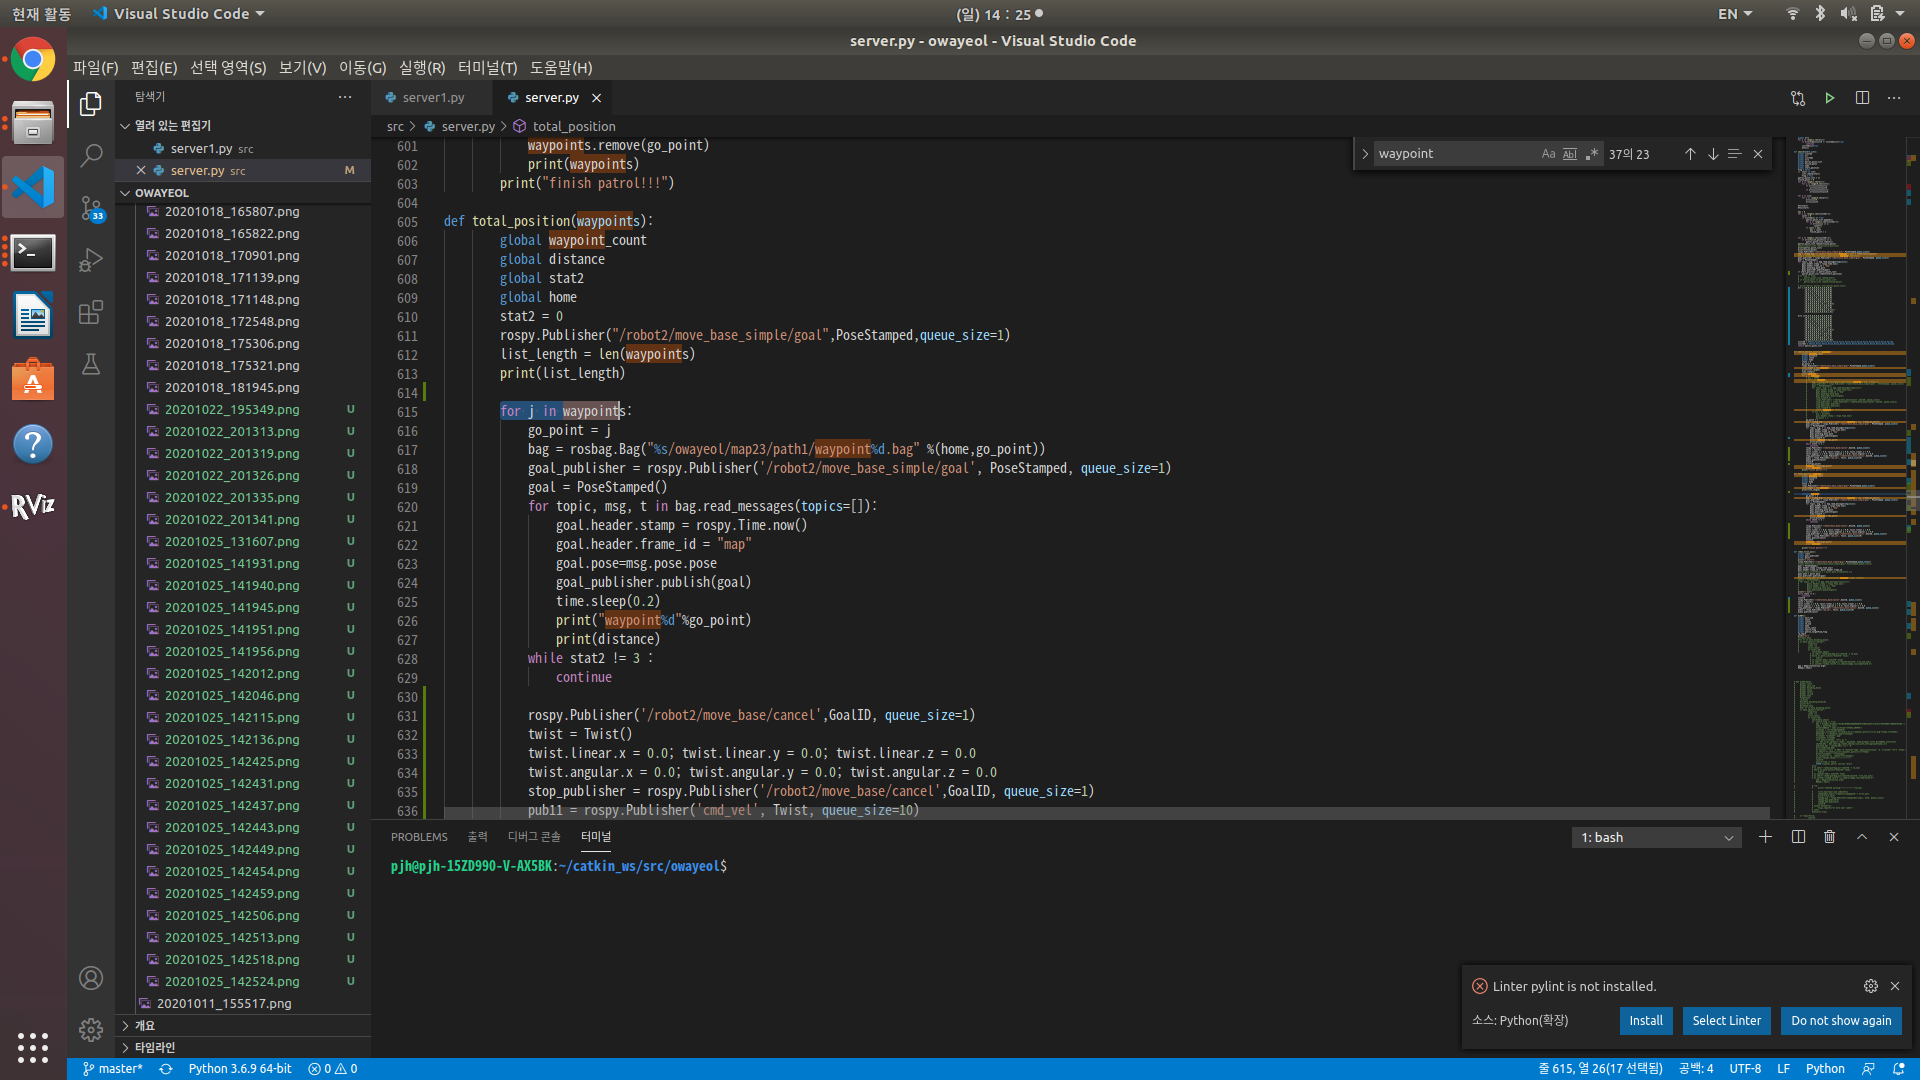 현재 활동
Visual Studio Code
(일) 14 : 25
EN
server.py - owayeol - Visual Studio Code
파일(F) 편집(E) 선택 영역(S) 보기(V) 이동(G) 실행(R) 터미널(T) 도움말(H)
탐색기
열려 있는 편집기
server1.py src
server.py src M
OWAYEOL
33
20201018_165807.png
20201018_165822.png
20201018_170901.png
20201018_171139.png
20201018_171148.png
20201018_172548.png
20201018_175306.png
20201018_175321.png
20201018_181945.png
20201022_195349.png U
20201022_201313.png U
20201022_201319.png U
20201022_201326.png U
20201022_201335.png U
20201022_201341.png U
20201025_131607.png U
20201025_141931.png U
20201025_141940.png U
20201025_141945.png U
20201025_141951.png U
20201025_141956.png U
20201025_142012.png U
20201025_142046.png U
20201025_142115.png U
20201025_142136.png U
20201025_142425.png U
20201025_142431.png U
20201025_142437.png U
20201025_142443.png U
20201025_142449.png U
20201025_142454.png U
20201025_142459.png U
20201025_142506.png U
20201025_142513.png U
20201025_142518.png U
20201025_142524.png U
20201011_155517.png
개요
타임라인
RViz
server1.py
server.py
src > server.py > total_position
waypoint Aa Abl .* 37의 23
601 waypoints.remove(go_point)
602 print(waypoints)
603 print("finish patrol!!!")
604
605 def total_position(waypoints):
606 global waypoint_count
607 global distance
608 global stat2
609 global home
610 stat2 = 0
611 rospy.Publisher("/robot2/move_base_simple/goal",PoseStamped,queue_size=1)
612 list_length = len(waypoints)
613 print(list_length)
614
615 for j in waypoints:
616 go_point = j
617 bag = rosbag.Bag("%s/owayeol/map23/path1/waypoint%d.bag" %(home,go_point))
618 goal_publisher = rospy.Publisher('/robot2/move_base_simple/goal', PoseStamped, queue_size=1)
619 goal = PoseStamped()
620 for topic, msg, t in bag.read_messages(topics=[]):
621 goal.header.stamp = rospy.Time.now()
622 goal.header.frame_id = "map"
623 goal.pose=msg.pose.pose
624 goal_publisher.publish(goal)
625 time.sleep(0.2)
626 print("waypoint%d"%go_point)
627 print(distance)
628 while stat2 != 3 :
629 continue
630
631 rospy.Publisher('/robot2/move_base/cancel',GoalID, queue_size=1)
632 twist = Twist()
633 twist.linear.x = 0.0; twist.linear.y = 0.0; twist.linear.z = 0.0
634 twist.angular.x = 0.0; twist.angular.y = 0.0; twist.angular.z = 0.0
635 stop_publisher = rospy.Publisher('/robot2/move_base/cancel',GoalID, queue_size=1)
636 pub11 = rospy.Publisher('cmd_vel', Twist, queue_size=10)
PROBLEMS 출력 디버그 콘솔 터미널
1: bash
pjh@pjh-15ZD990-V-AX5BK:~/catkin_ws/src/owayeol$
Linter pylint is not installed.
소스: Python(확장)
Install
Select Linter
Do not show again
master* Python 3.6.9 64-bit 0 0
줄 615, 열 26(17 선택됨) 공백: 4 UTF-8 LF Python